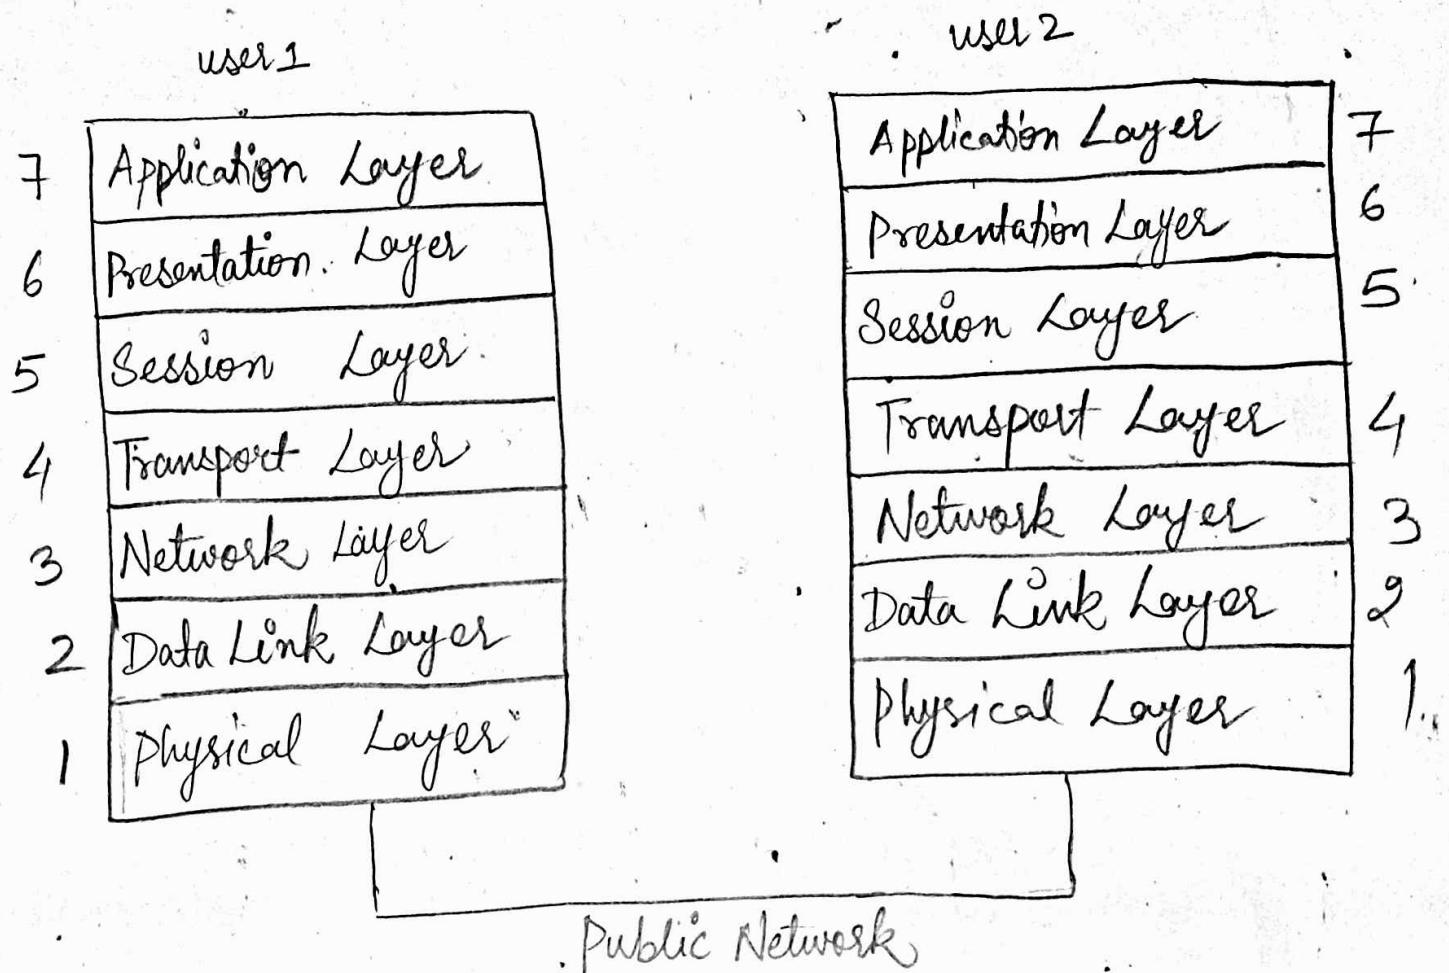 user 1
7 Application Layer
6 Presentation. Layer
5 Session Layer
4 Transport Layer
3 Network Layer
2 Data Link Layer
1 Physical Layer
user 2
Application Layer 7
Presentation Layer 6
Session Layer 5
Transport Layer 4
Network Layer 3
Data Link Layer 2
Physical Layer 1
Public Network